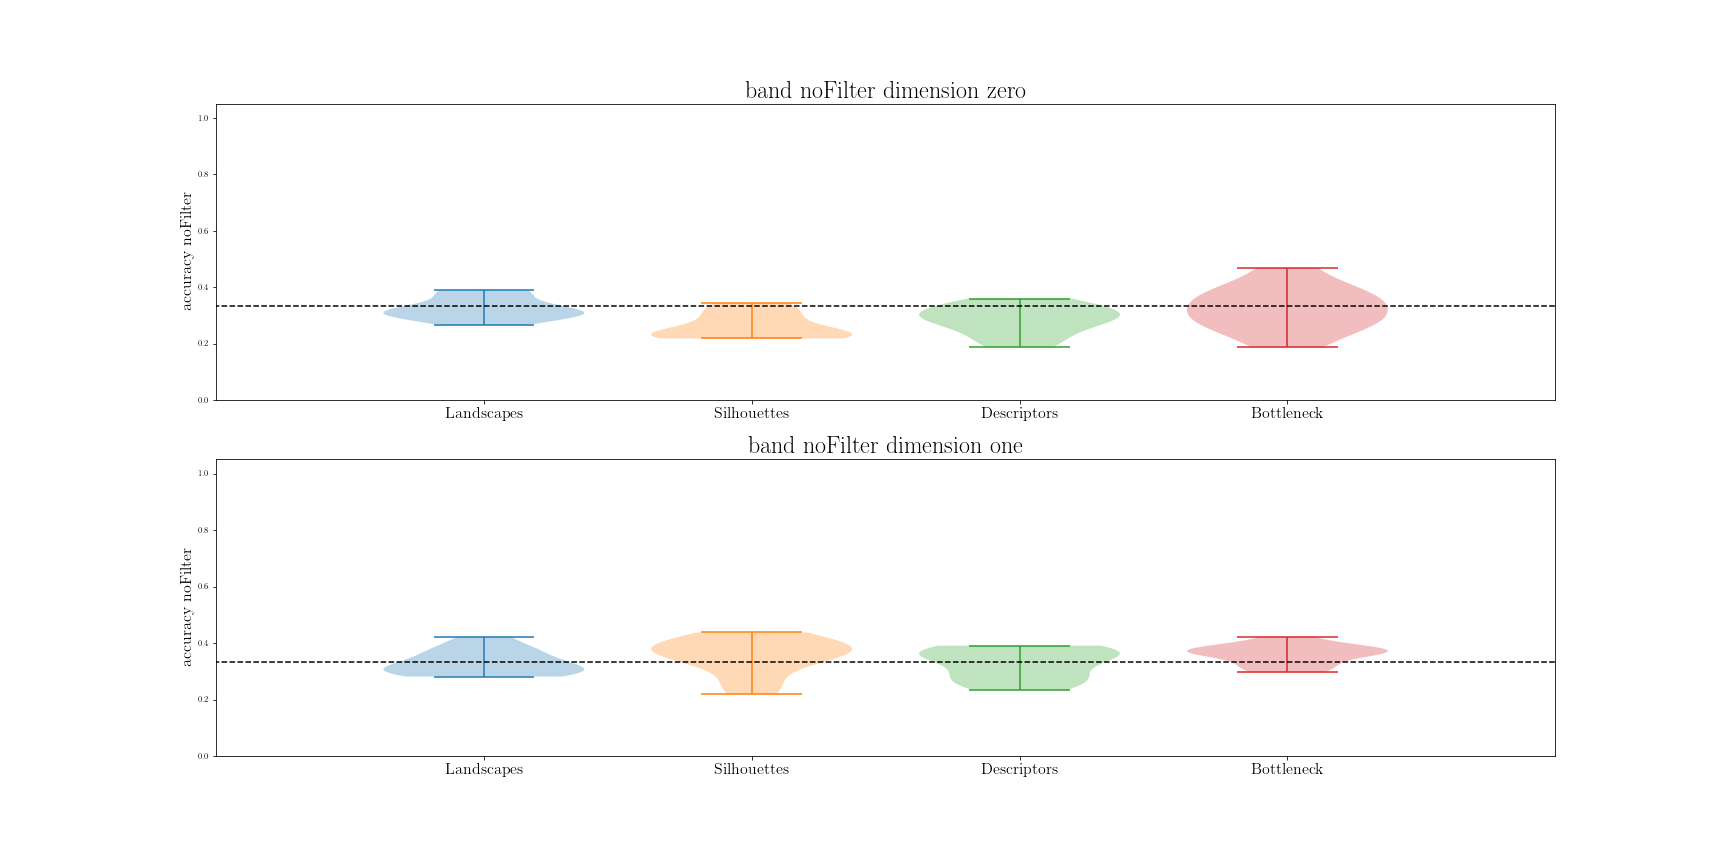 band noFilter dimension zero
accuracy noFilter
1.0
0.8
0.6
0.4
0.2
0.0
Landscapes Silhouettes Descriptors Bottleneck
band noFilter dimension one
accuracy noFilter
1.0
0.8
0.6
0.4
0.2
0.0
Landscapes Silhouettes Descriptors Bottleneck